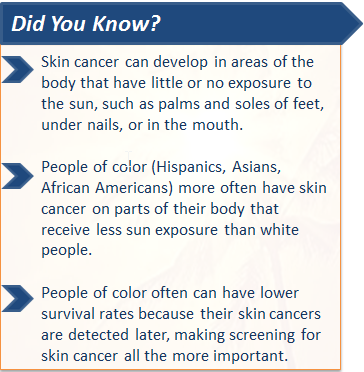 Did You Know?
Skin cancer can develop in areas of the
body that have little or no exposure to
the sun, such as palms and soles of feet,
under nails, or in the mouth.
People of color (Hispanics, Asians,
African Americans) more often have skin
cancer on parts of their body that
receive less sun exposure than white
people.
People of color often can have lower
survival rates because their skin cancers
are detected later, making screening for
skin cancer all the more important.